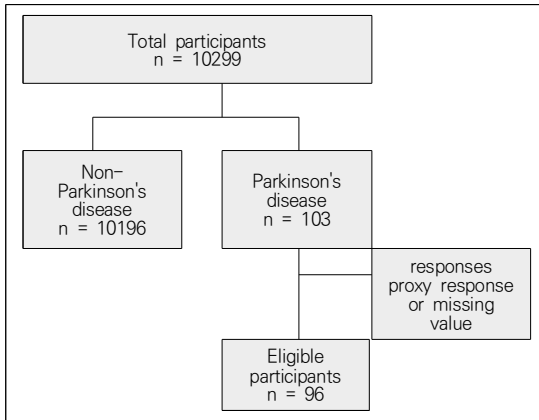 Total participants
n = 10299
Non-
Parkinson's
disease
n = 10196
Parkinson's
disease
n = 103
responses
proxy response
or missing
value
Eligible
participants
n = 96